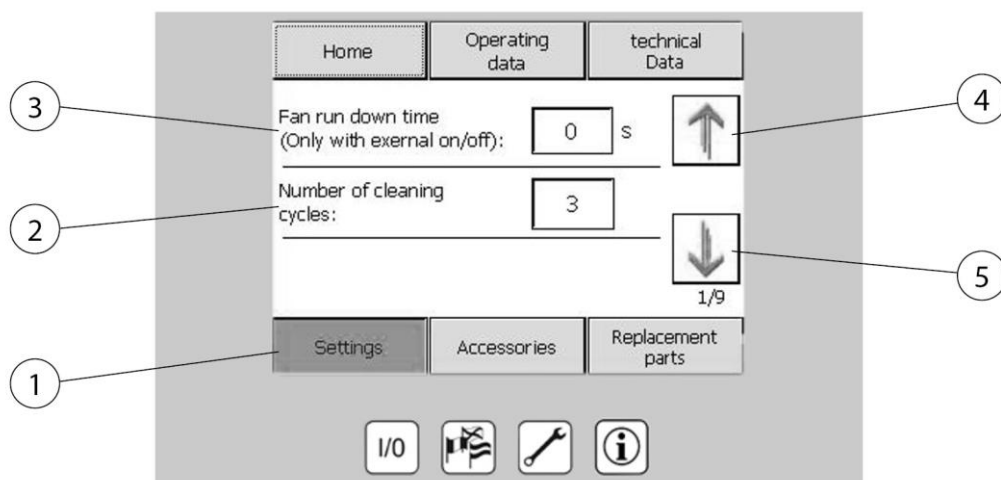 Home
Operating
data
technical
Data
3
Fan run down time
(Only with exernal on/off):
0
s
4
2
Number of cleaning
cycles:
3
5
1/9
1
Settings
Accessories
Replacement
parts
I/0
i